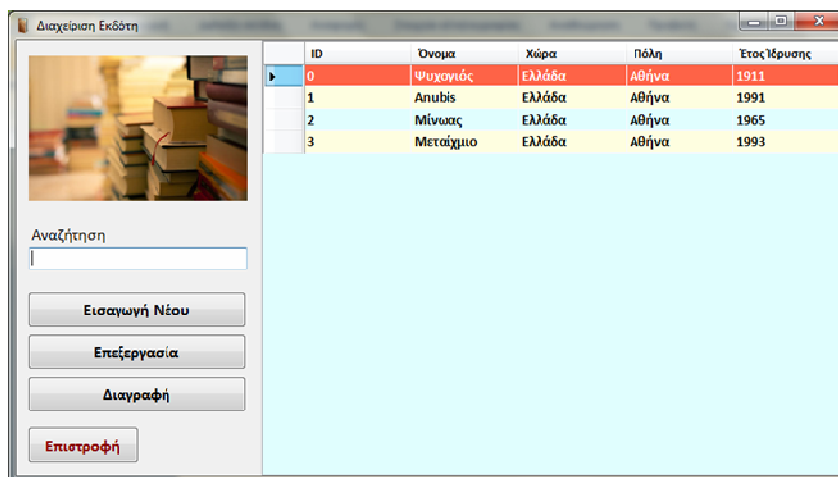 Διαχείριση Εκδότη
ID Όνομα Χώρα Πόλη Έτος Ίδρυσης
0 Ψυχογιός Ελλάδα Αθήνα 1911
1 Anubis Ελλάδα Αθήνα 1991
2 Μίνωας Ελλάδα Αθήνα 1965
3 Μεταίχμιο Ελλάδα Αθήνα 1993
Αναζήτηση
Εισαγωγή Νέου
Επεξεργασία
Διαγραφή
Επιστροφή